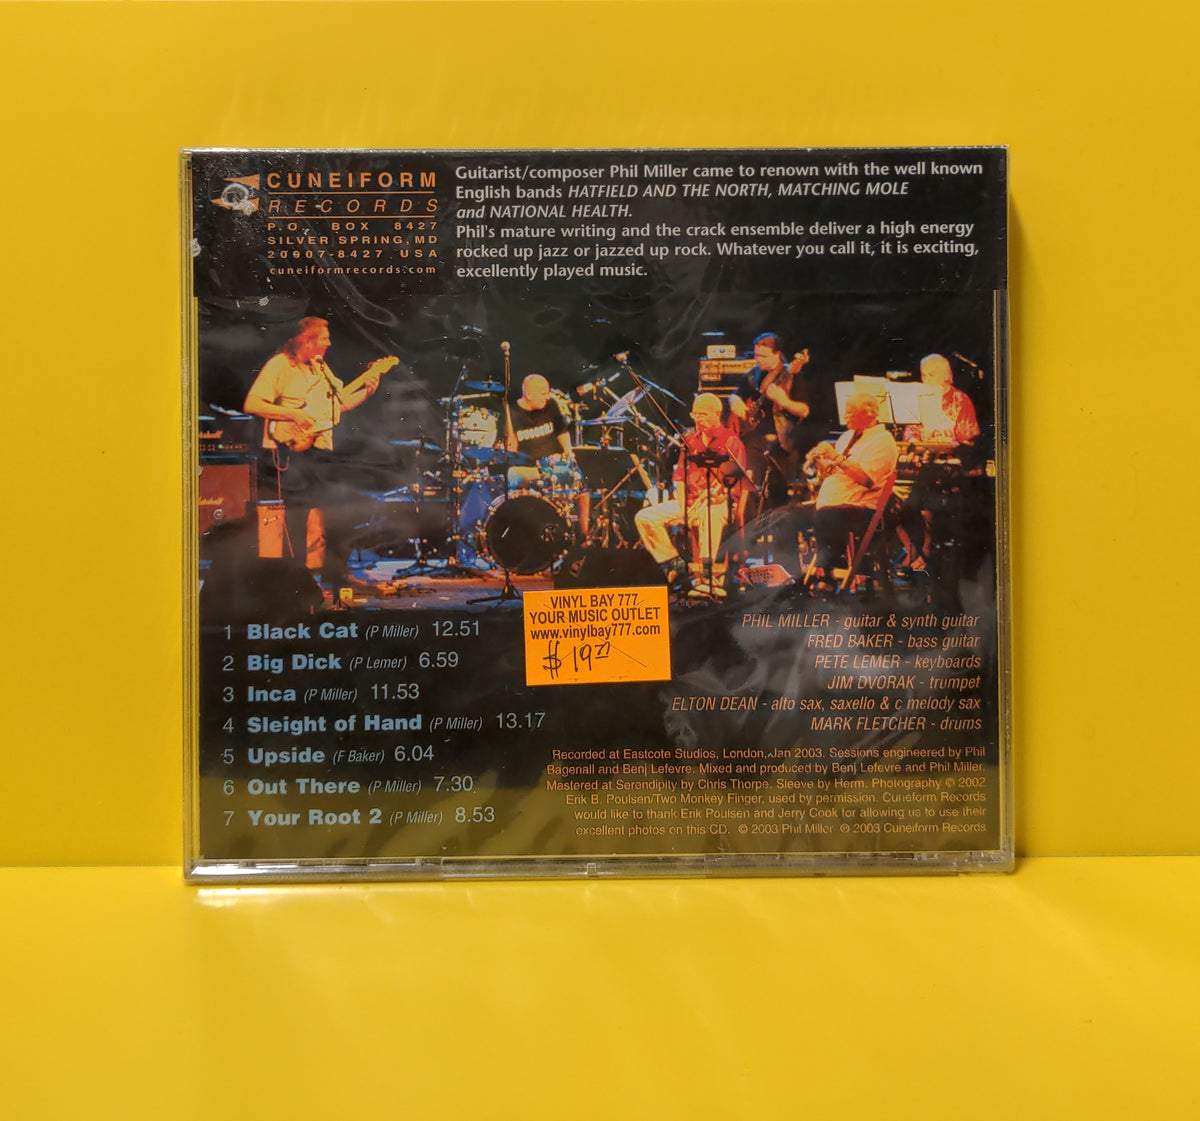 CUNEIFORM
RECORDS
P.O. BOX 8427
SILVER SPRING, MD
20907-8427 USA
cuneiformrecords.com
Guitarist/composer Phil Miller came to renown with the well known
English bands HATFIELD AND THE NORTH, MATCHING MOLE
and NATIONAL HEALTH.
Phil's mature writing and the crack ensemble deliver a high energy
rocked up jazz or jazzed up rock. Whatever you call it, it is exciting,
excellently played music.
VINYL BAY 777
YOUR MUSIC OUTLET
www.vinylbay777.com
$ 19.77
1 Black Cat (P Miller) 12.51
2 Big Dick (P Lemer) 6.59
3 Inca (P Miller) 11.53
4 Sleight of Hand (P Miller) 13.17
5 Upside (F Baker) 6.04
6 Out There (P Miller) 7.30
7 Your Root 2 (P Miller) 8.53
PHIL MILLER - guitar & synth guitar
FRED BAKER - bass guitar
PETE LEMER - keyboards
JIM DVORAK - trumpet
ELTON DEAN - alto sax, saxello & c melody sax
MARK FLETCHER - drums
Recorded at Eastcote Studios, London, Jan 2003. Sessions engineered by Phil
Bagenall and Benj Lefevre. Mixed and produced by Benj Lefevre and Phil Miller.
Mastered at Serendipity by Chris Thorpe. Sleeve by Herm. Photography © 2002
Erik B. Poulsen/Two Monkey Finger, used by permission. Cuneform Records
would like to thank Erik Poulsen and Jerry Cook for allowing us to use their
excellent photos on this CD. © 2003 Phil Miller ℗ 2003 Cuneiform Records